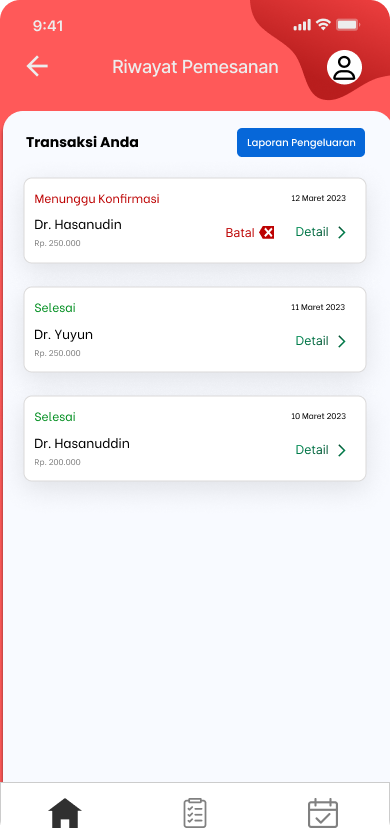 9:41
Riwayat Pemesanan
Transaksi Anda
Laporan Pengeluaran
Menunggu Konfirmasi
12 Maret 2023
Dr. Hasanudin
Batal
Detail
Rp. 250.000
Selesai
11 Maret 2023
Dr. Yuyun
Detail
Rp. 250.000
Selesai
10 Maret 2023
Dr. Hasanuddin
Detail
Rp. 200.000